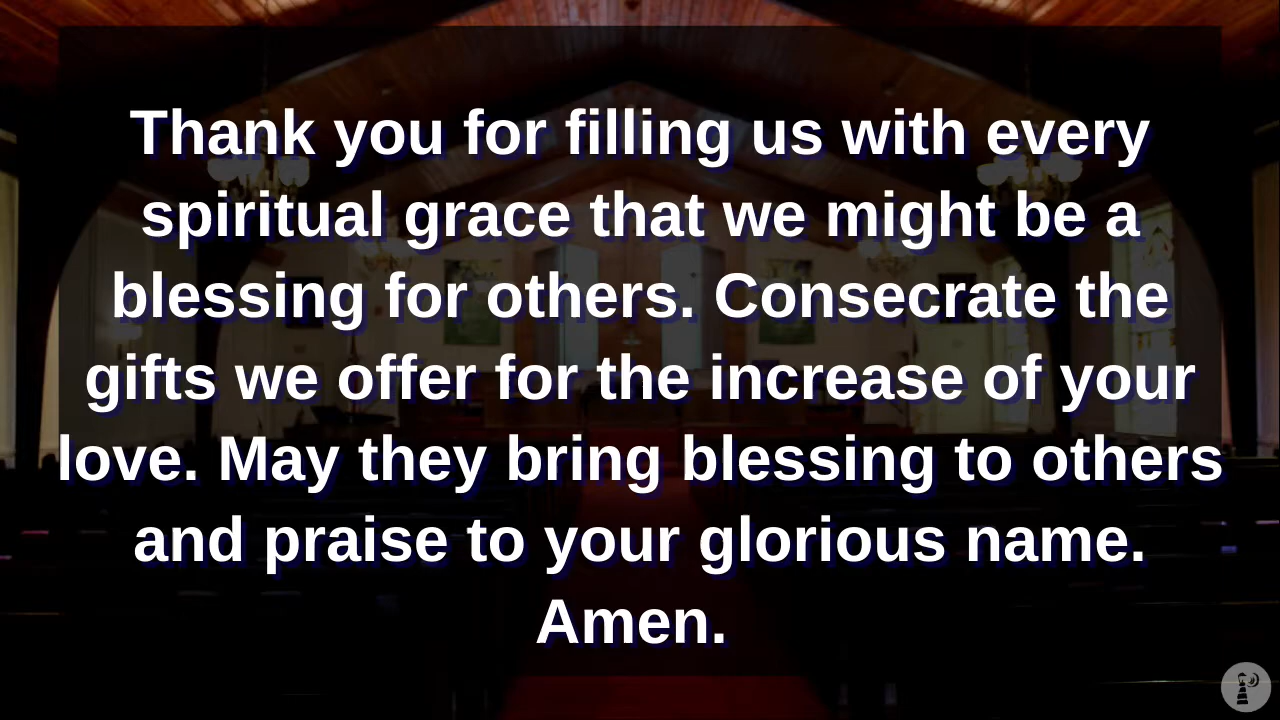 Thank you for filling us with every
spiritual grace that we might be a
blessing for others. Consecrate the
gifts we offer for the increase of your
love. May they bring blessing to others
and praise to your glorious name.
Amen.